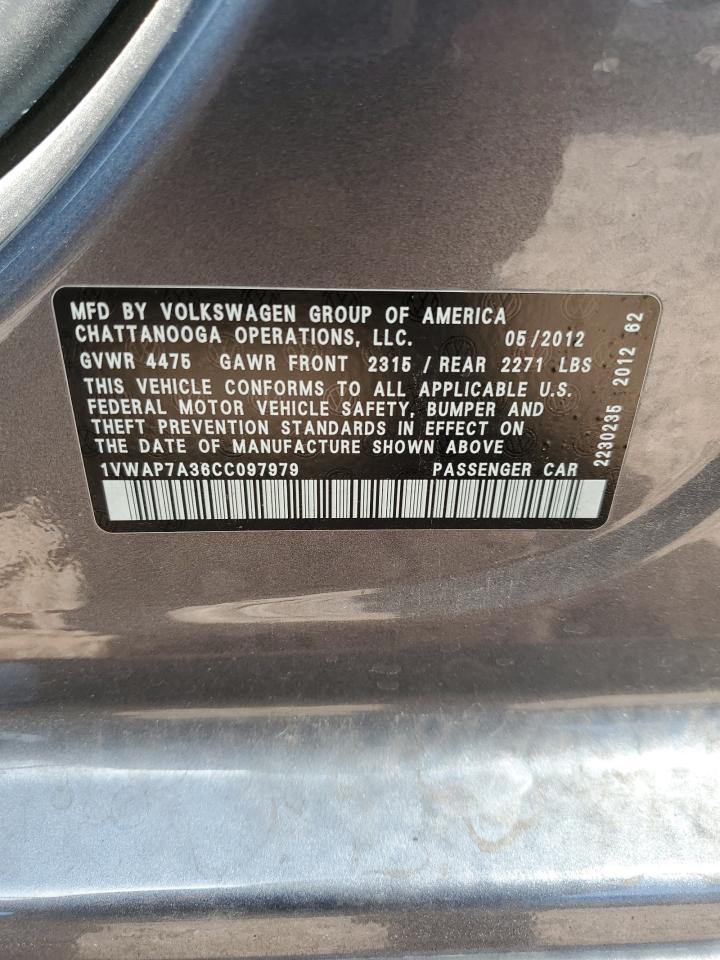 MFD BY VOLKSWAGEN GROUP OF AMERICA
CHATTANOOGA OPERATIONS, LLC. 05/2012
GVWR 4475 GAWR FRONT 2315 / REAR 2271 LBS
THIS VEHICLE CONFORMS TO ALL APPLICABLE U.S.
FEDERAL MOTOR VEHICLE SAFETY, BUMPER AND
THEFT PREVENTION STANDARDS IN EFFECT ON
THE DATE OF MANUFACTURE SHOWN ABOVE
1VWAP7A36CC097979 PASSENGER CAR
2230235 2012 62